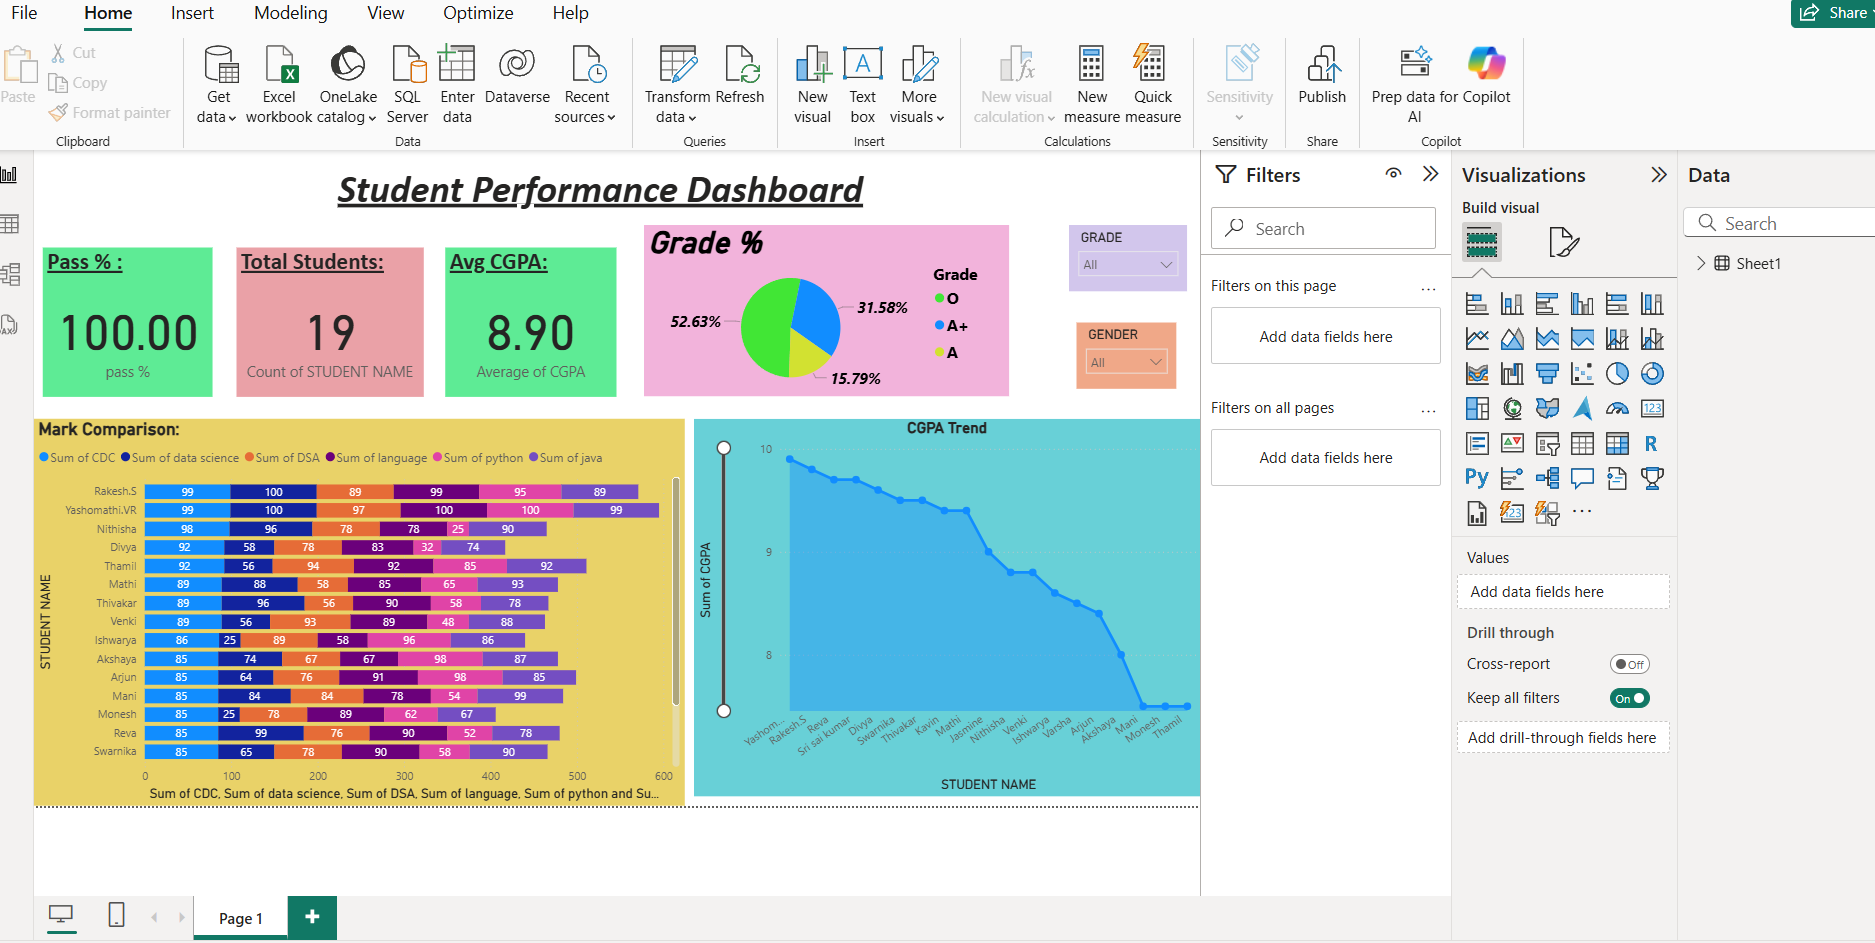 File Home Insert Modeling View Optimize Help Share
Paste
Cut
Copy
Format painter
Clipboard
Get data
Excel workbook
OneLake catalog
SQL Server
Enter data
Dataverse
Recent sources
Data
Transform data
Refresh
Queries
New visual
Text box
More visuals
Insert
New visual calculation
New measure
Quick measure
Calculations
Sensitivity
Sensitivity
Publish
Share
Prep data for AI
Copilot
Copilot
Student Performance Dashboard
Pass % :
100.00
pass %
Total Students:
19
Count of STUDENT NAME
Avg CGPA:
8.90
Average of CGPA
Grade %
52.63%
31.58%
15.79%
Grade
O
A+
A
GRADE
All
GENDER
All
Mark Comparison:
Sum of CDC Sum of data science Sum of DSA Sum of language Sum of python Sum of java
STUDENT NAME
Rakesh.S 99 100 89 99 95 89
Yashomathi.VR 99 100 97 100 100 99
Nithisha 98 96 78 78 25 90
Divya 92 58 78 83 32 74
Thamil 92 56 94 92 85 92
Mathi 89 88 58 85 65 93
Thivakar 89 96 56 90 58 78
Venki 89 56 93 89 48 88
Ishwarya 86 25 89 58 96 86
Akshaya 85 74 67 67 98 87
Arjun 85 64 76 91 98 85
Mani 85 84 84 78 54 99
Monesh 85 25 78 89 62 67
Reva 85 99 76 90 52 78
Swarnika 85 65 78 90 58 90
0 100 200 300 400 500 600
Sum of CDC, Sum of data science, Sum of DSA, Sum of language, Sum of python and Su...
CGPA Trend
Sum of CGPA
10
9
8
Yashom... Rakesh.S Reva Sri sai kumar Divya Swarnika Thivakar Kavin Mathi Jasmine Nithisha Venki Ishwarya Varsha Arjun Akshaya Mani Monesh Thamil
STUDENT NAME
Filters
Search
Filters on this page ...
Add data fields here
Filters on all pages ...
Add data fields here
Visualizations
Build visual
123
R
Py
123
...
Values
Add data fields here
Drill through
Cross-report Off
Keep all filters On
Add drill-through fields here
Data
Search
Sheet1
Page 1
+